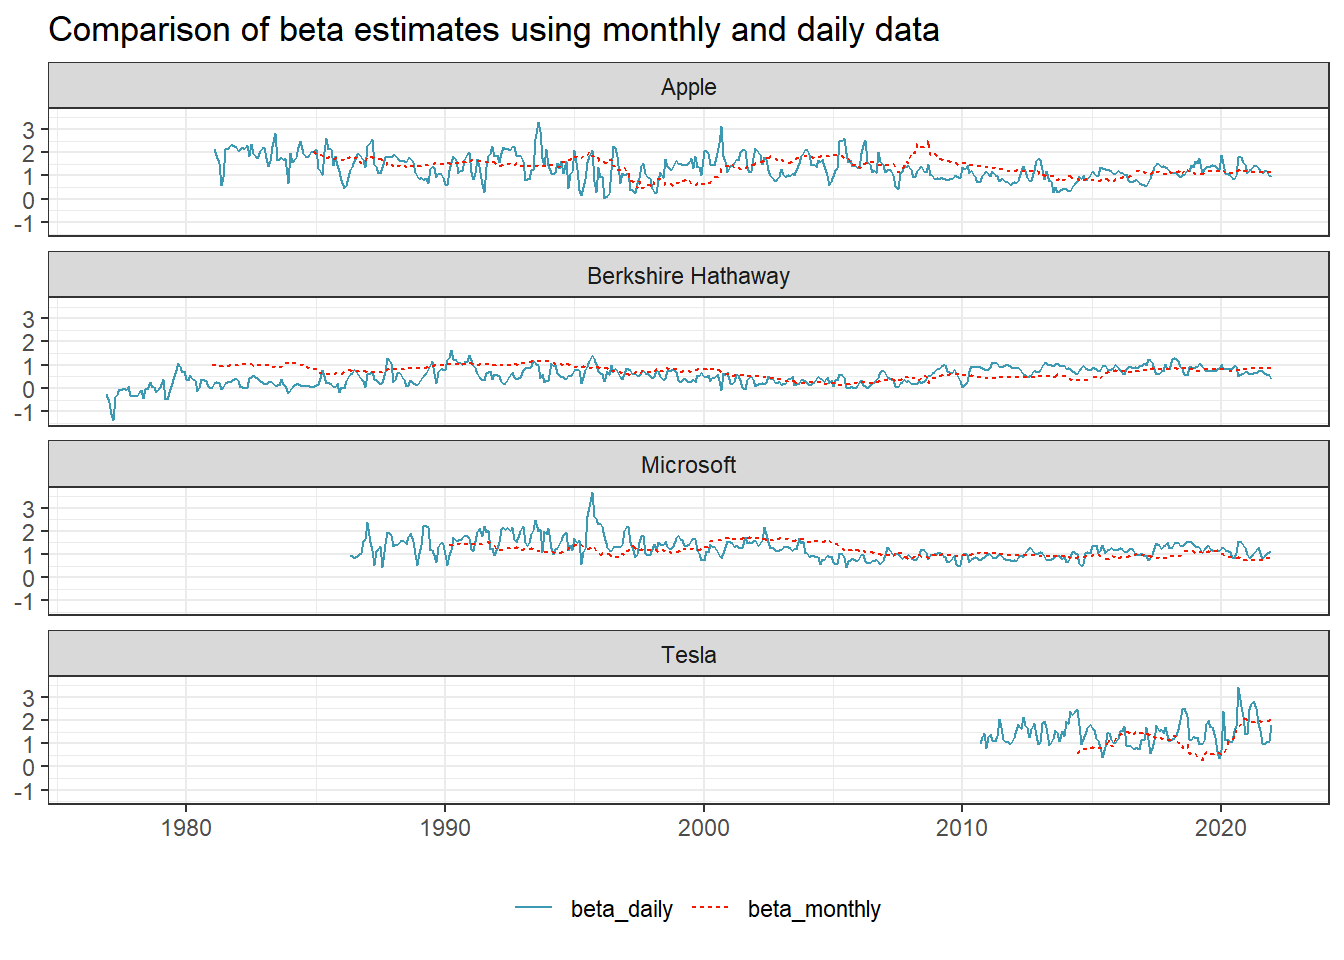 Comparison of beta estimates using monthly and daily data
Apple
3
2
1
0
-1
Berkshire Hathaway
3
2
1
0
-1
Microsoft
3
2
1
0
-1
Tesla
3
2
1
0
-1
1980 1990 2000 2010 2020
beta_daily beta_monthly